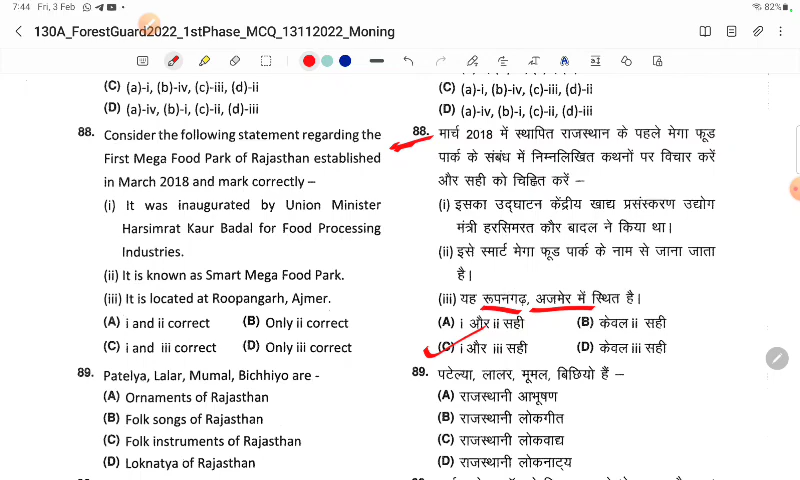 7:44 Fri, 3 Feb
82%
130A_ForestGuard2022_1stPhase_MCQ_13112022_Moning
(C) (a)-i, (b)-iv, (c)-iii, (d)-ii
(D) (a)-iv, (b)-i, (c)-ii, (d)-iii
88. Consider the following statement regarding the
First Mega Food Park of Rajasthan established
in March 2018 and mark correctly –
(i) It was inaugurated by Union Minister
Harsimrat Kaur Badal for Food Processing
Industries.
(ii) It is known as Smart Mega Food Park.
(iii) It is located at Roopangarh, Ajmer.
(A) i and ii correct (B) Only ii correct
(C) i and iii correct (D) Only iii correct
89. Patelya, Lalar, Mumal, Bichhiyo are -
(A) Ornaments of Rajasthan
(B) Folk songs of Rajasthan
(C) Folk instruments of Rajasthan
(D) Loknatya of Rajasthan
(C) (a)-i, (b)-iv, (c)-iii, (d)-ii
(D) (a)-iv, (b)-i, (c)-ii, (d)-iii
88. मार्च 2018 में स्थापित राजस्थान के पहले मेगा फूड
पार्क के संबंध में निम्नलिखित कथनों पर विचार करें
और सही को चिह्नित करें –
(i) इसका उद्घाटन केंद्रीय खाद्य प्रसंस्करण उद्योग
मंत्री हरसिमरत कौर बादल ने किया था।
(ii) इसे स्मार्ट मेगा फूड पार्क के नाम से जाना जाता
है।
(iii) यह रूपनगढ़, अजमेर में स्थित है।
(A) i और ii सही (B) केवल ii सही
(C) i और iii सही (D) केवल iii सही
89. पटेल्या, लालर, मूमल, बिछियो हैं –
(A) राजस्थानी आभूषण
(B) राजस्थानी लोकगीत
(C) राजस्थानी लोकवाद्य
(D) राजस्थानी लोकनाट्य